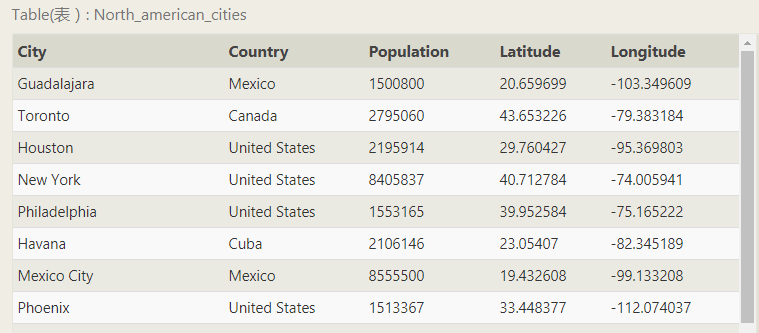 Table(表) : North_american_cities
City Country Population Latitude Longitude
Guadalajara Mexico 1500800 20.659699 -103.349609
Toronto Canada 2795060 43.653226 -79.383184
Houston United States 2195914 29.760427 -95.369803
New York United States 8405837 40.712784 -74.005941
Philadelphia United States 1553165 39.952584 -75.165222
Havana Cuba 2106146 23.05407 -82.345189
Mexico City Mexico 8555500 19.432608 -99.133208
Phoenix United States 1513367 33.448377 -112.074037